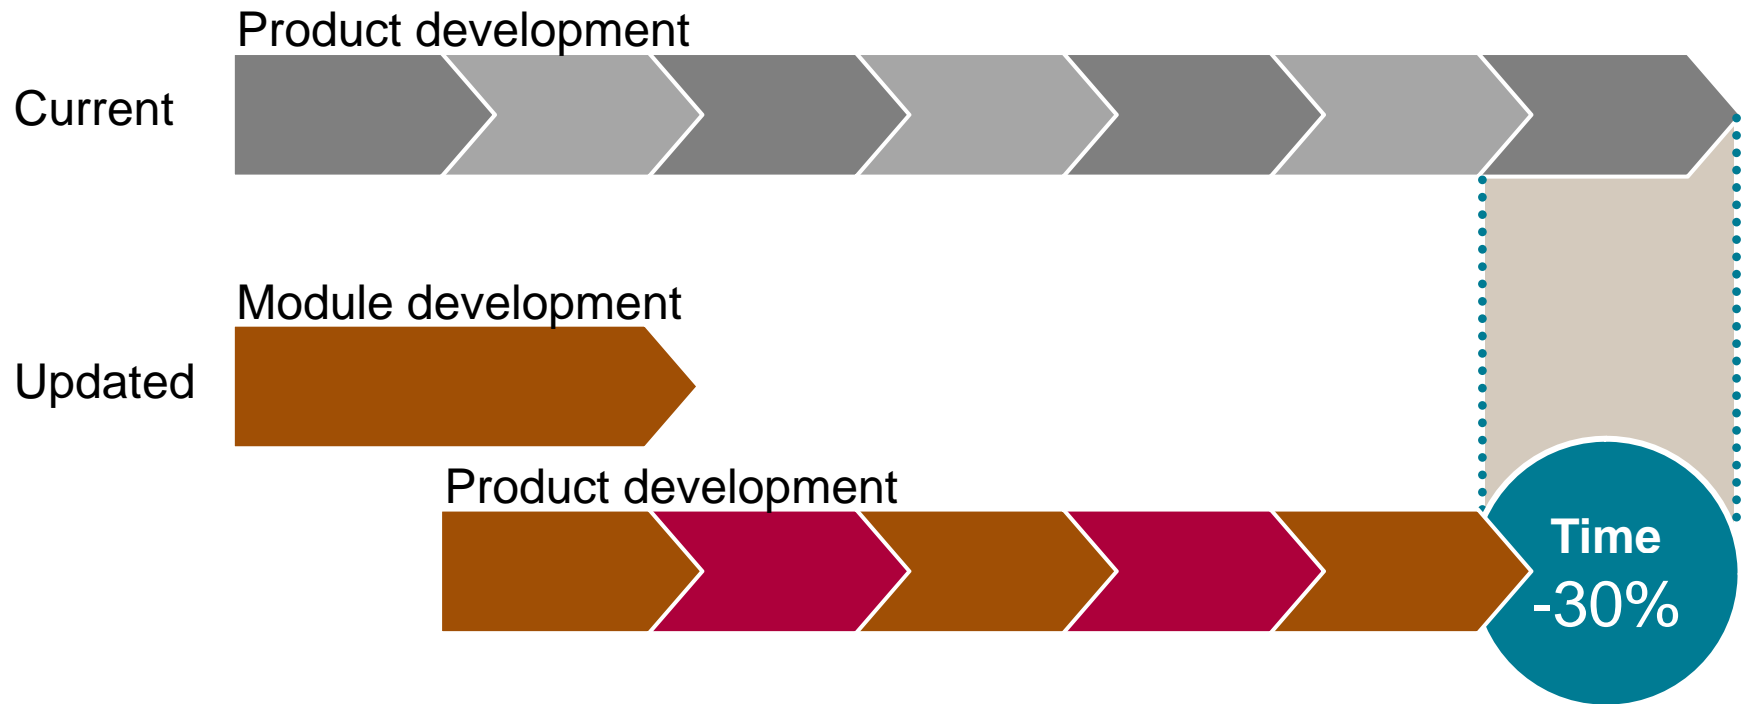 Product development
Current
Module development
Updated
Product development
Time
-30%